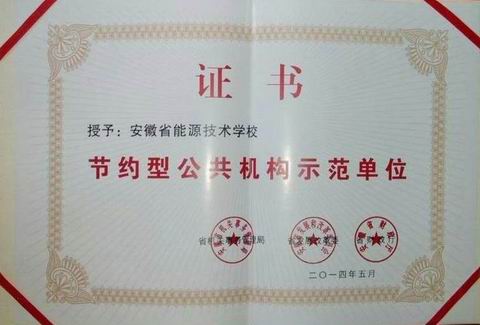 证书
授予：安徽省能源技术学校
节约型公共机构示范单位
二〇一四年五月